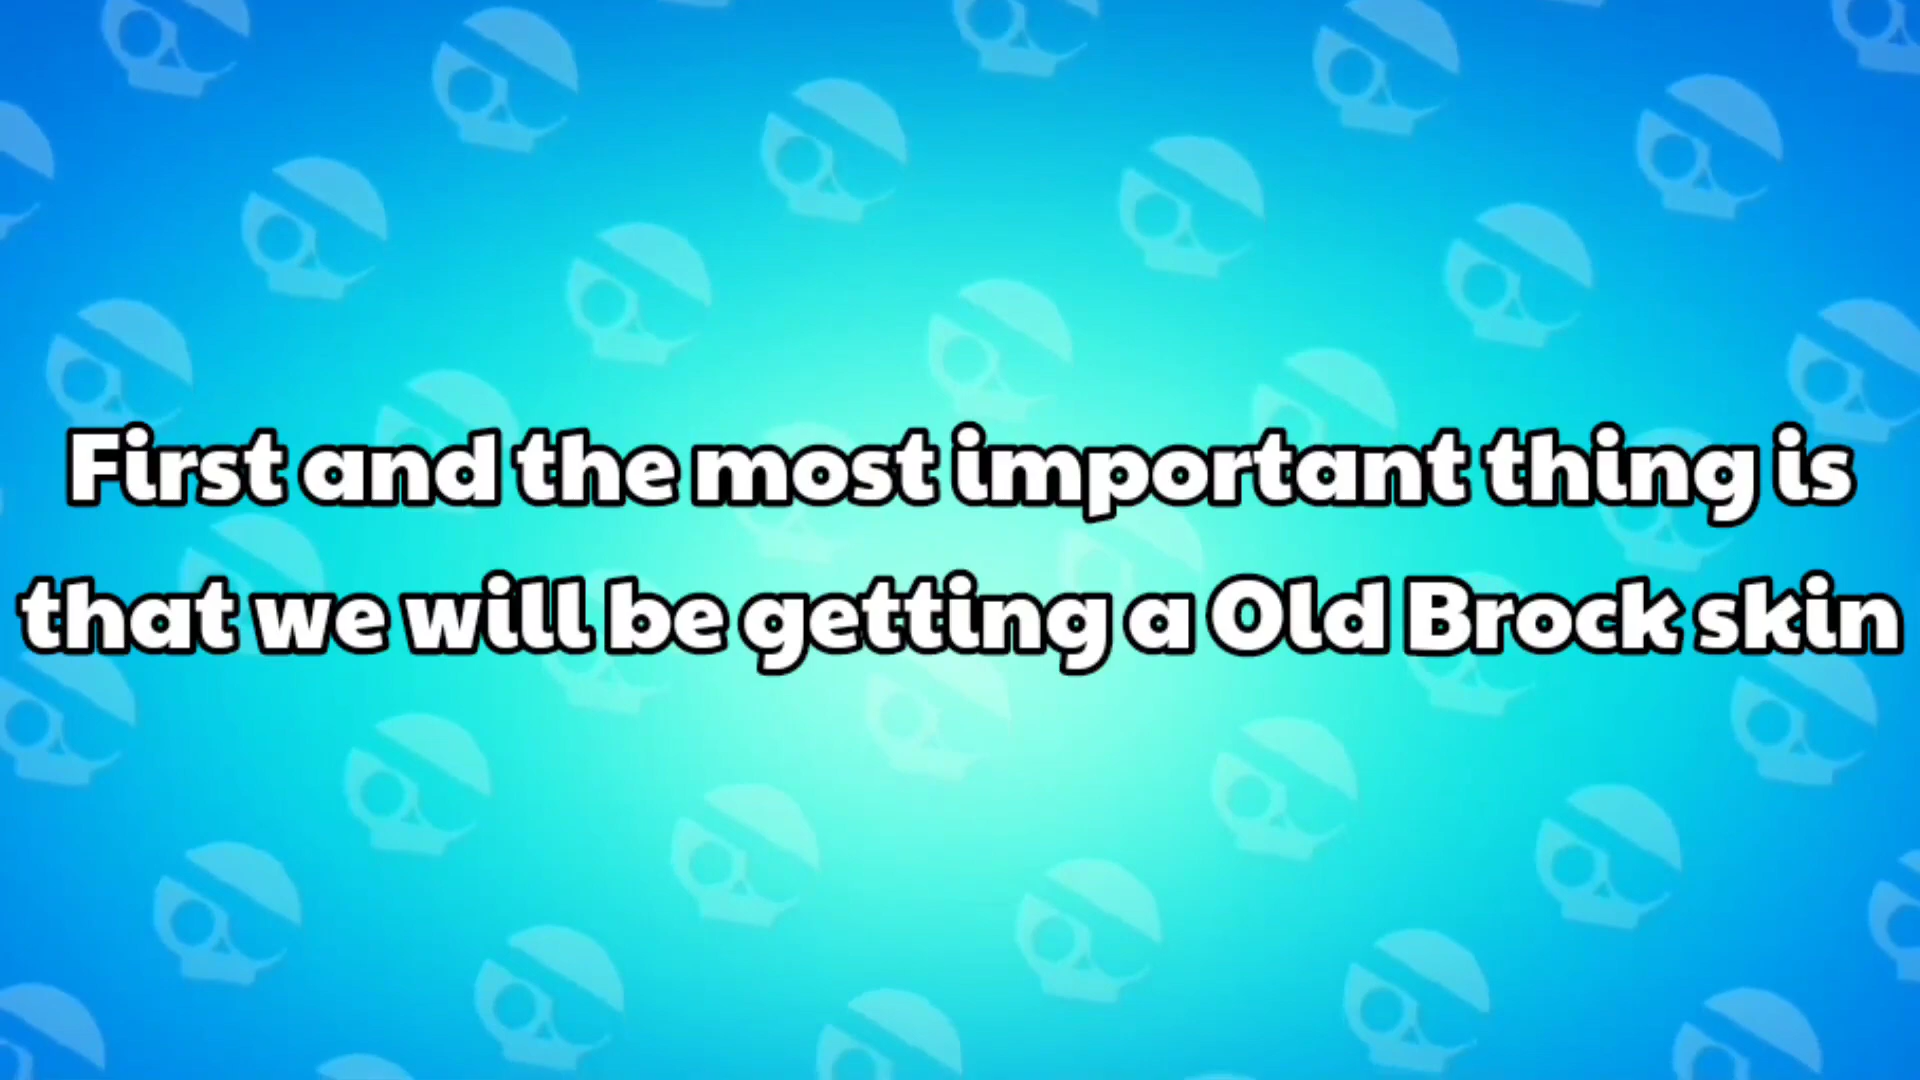 First and the most important thing is
that we will be getting a Old Brock skin